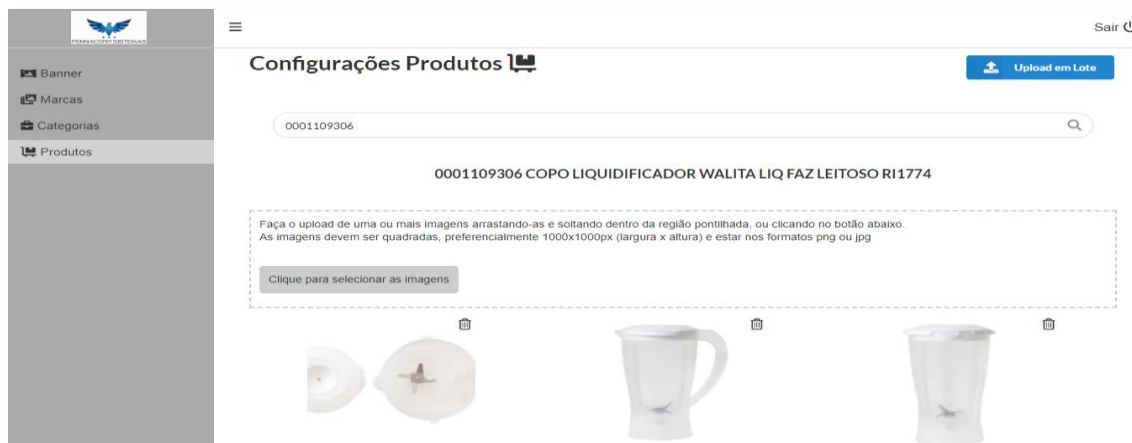 PENNACORP SISTEMAS
Sair
Banner
Marcas
Categorias
Produtos
Configurações Produtos
Upload em Lote
0001109306
0001109306 COPO LIQUIDIFICADOR WALITA LIQ FAZ LEITOSO RI1774
Faça o upload de uma ou mais imagens arrastando-as e soltando dentro da região pontilhada, ou clicando no botão abaixo.
As imagens devem ser quadradas, preferencialmente 1000x1000px (largura x altura) e estar nos formatos png ou jpg
Clique para selecionar as imagens